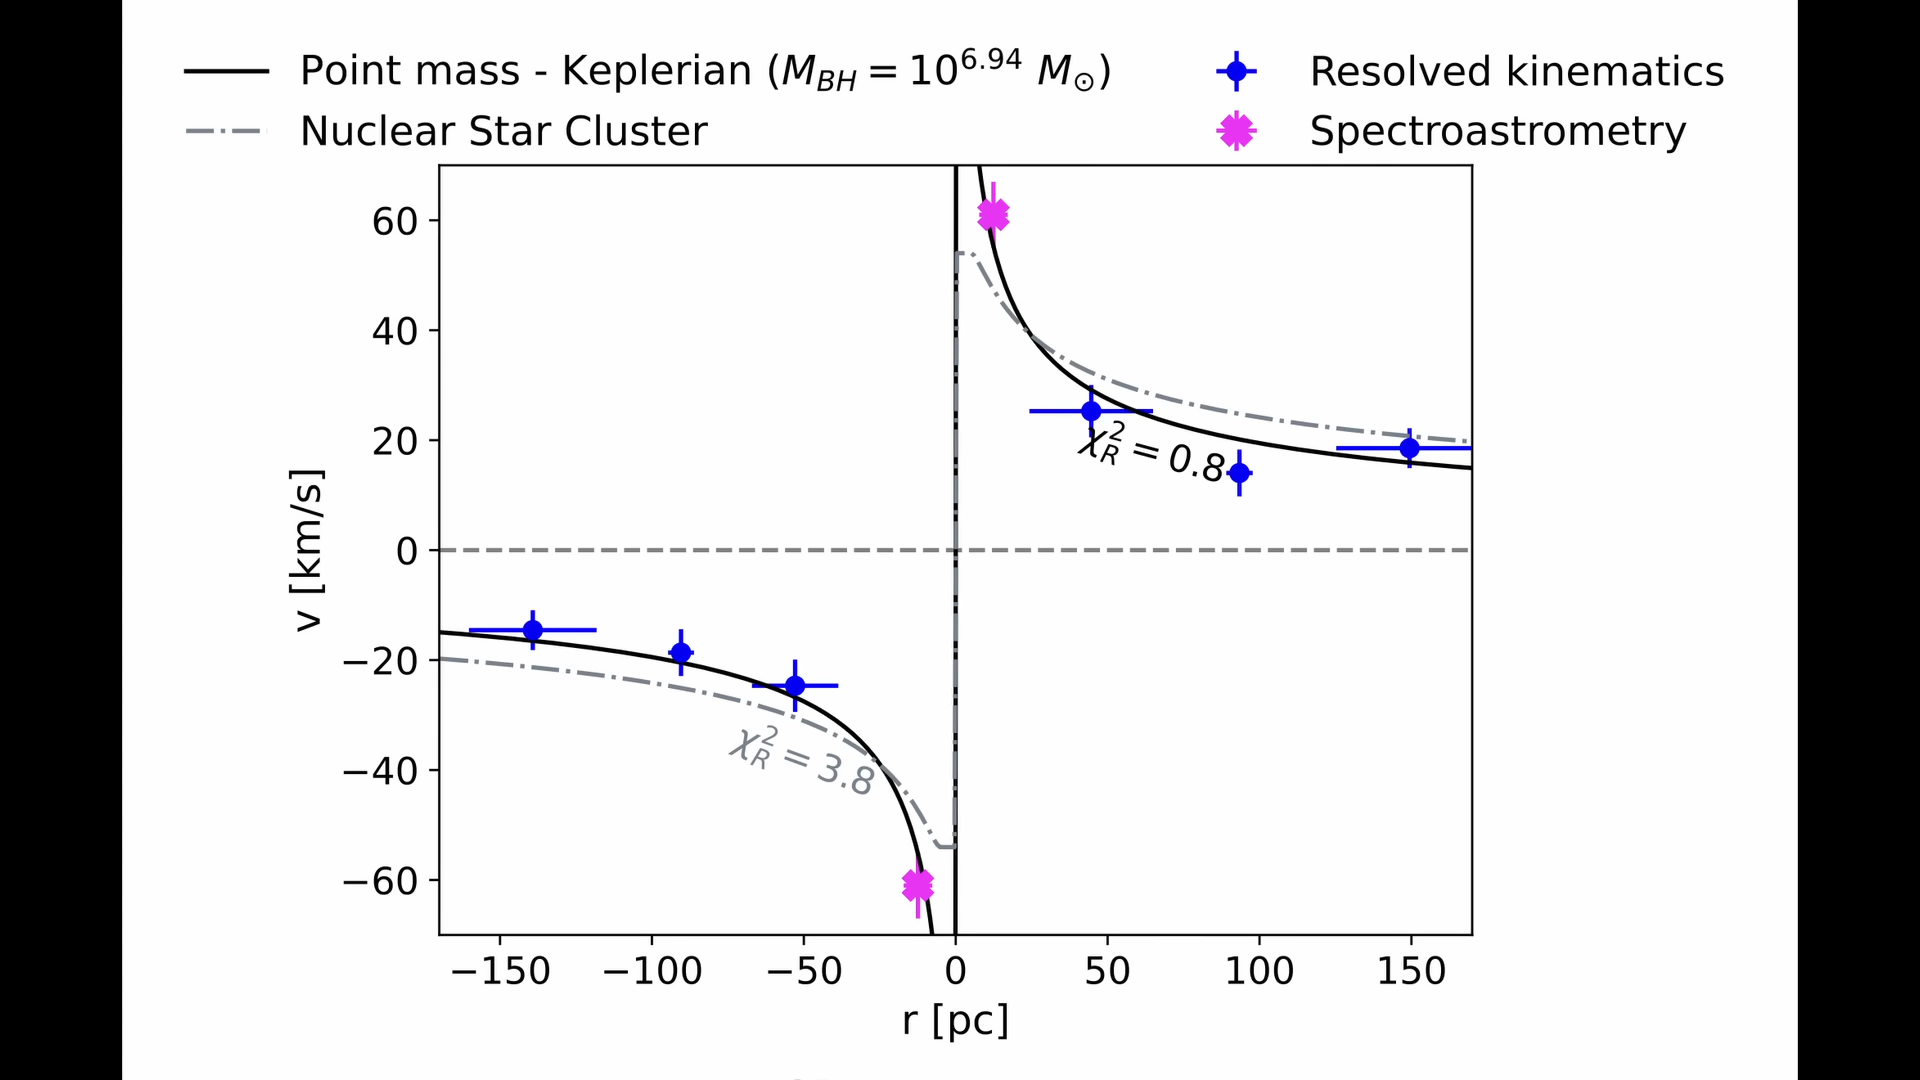 Point mass - Keplerian (M_BH = 10^6.94 M_⊙)
Nuclear Star Cluster
Resolved kinematics
Spectroastrometry
60
40
20
0
−20
−40
−60
v [km/s]
χ²_R = 0.8
χ²_R = 3.8
−150 −100 −50 0 50 100 150
r [pc]